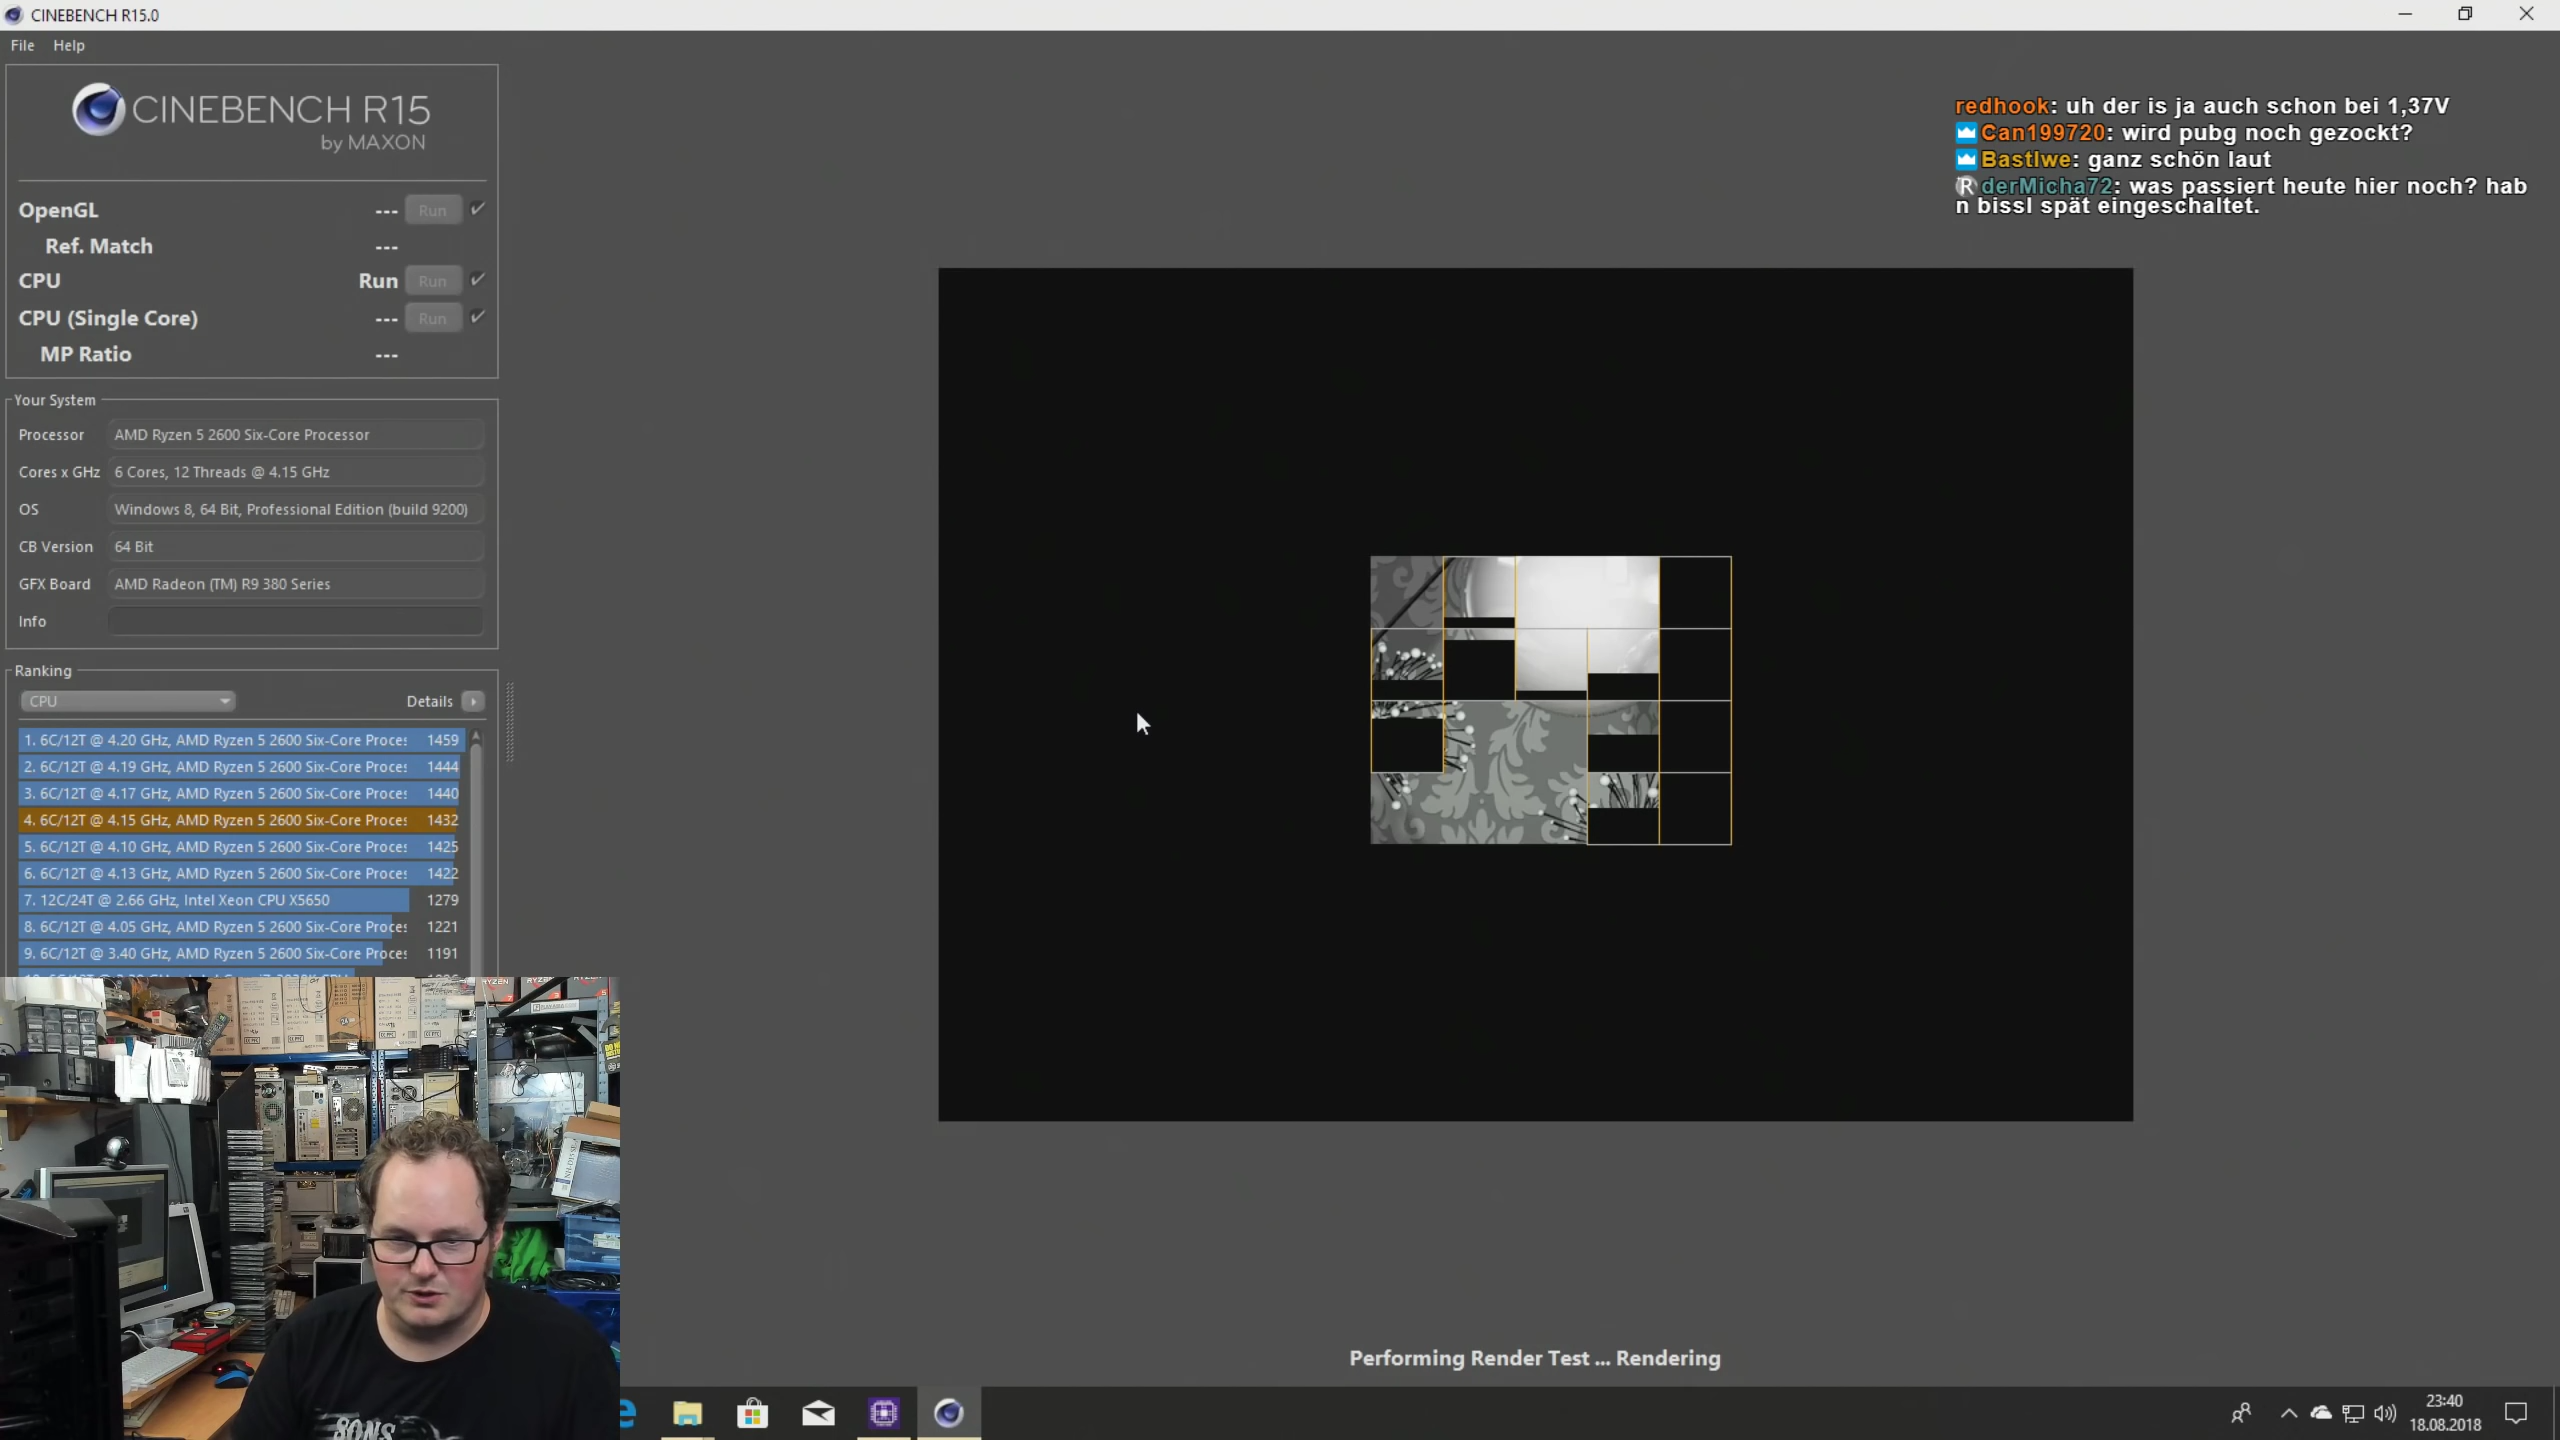 CINEBENCH R15.0
File Help
CINEBENCH R15
by MAXON
OpenGL --- Run
Ref. Match ---
CPU Run Run
CPU (Single Core) --- Run
MP Ratio ---
Your System
Processor AMD Ryzen 5 2600 Six-Core Processor
Cores x GHz 6 Cores, 12 Threads @ 4.15 GHz
OS Windows 8, 64 Bit, Professional Edition (build 9200)
CB Version 64 Bit
GFX Board AMD Radeon (TM) R9 380 Series
Info
Ranking
CPU Details
1. 6C/12T @ 4.20 GHz, AMD Ryzen 5 2600 Six-Core Proces 1459
2. 6C/12T @ 4.19 GHz, AMD Ryzen 5 2600 Six-Core Proces 1444
3. 6C/12T @ 4.17 GHz, AMD Ryzen 5 2600 Six-Core Proces 1440
4. 6C/12T @ 4.15 GHz, AMD Ryzen 5 2600 Six-Core Proces 1432
5. 6C/12T @ 4.10 GHz, AMD Ryzen 5 2600 Six-Core Proces 1425
6. 6C/12T @ 4.13 GHz, AMD Ryzen 5 2600 Six-Core Proces 1422
7. 12C/24T @ 2.66 GHz, Intel Xeon CPU X5650 1279
8. 6C/12T @ 4.05 GHz, AMD Ryzen 5 2600 Six-Core Proces 1221
9. 6C/12T @ 3.40 GHz, AMD Ryzen 5 2600 Six-Core Proces 1191
redhook: uh der is ja auch schon bei 1,37V
Can199720: wird pubg noch gezockt?
Bastlwe: ganz schön laut
derMicha72: was passiert heute hier noch? hab
n bissl spät eingeschaltet.
RYZEN
SONS
Performing Render Test ... Rendering
23:40
18.08.2018